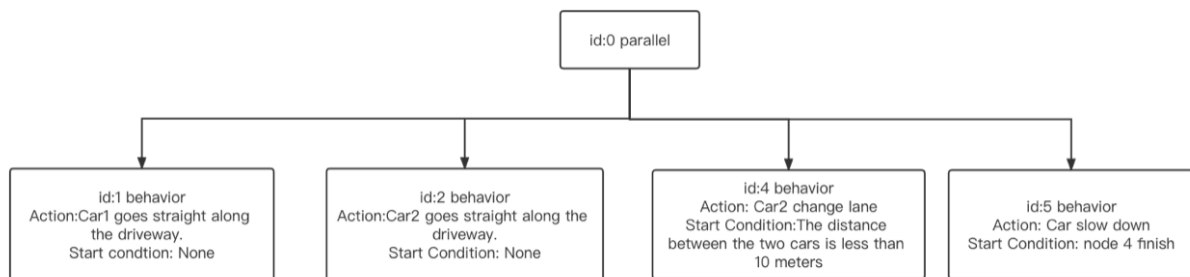 id:0 parallel
id:1 behavior
Action:Car1 goes straight along
the driveway.
Start condtion: None
id:2 behavior
Action:Car2 goes straight along the
driveway.
Start condition: None
id:4 behavior
Action: Car2 change lane
Start Condition:The distance
between the two cars is less than
10 meters
id:5 behavior
Action: Car slow down
Start Condition: node 4 finish